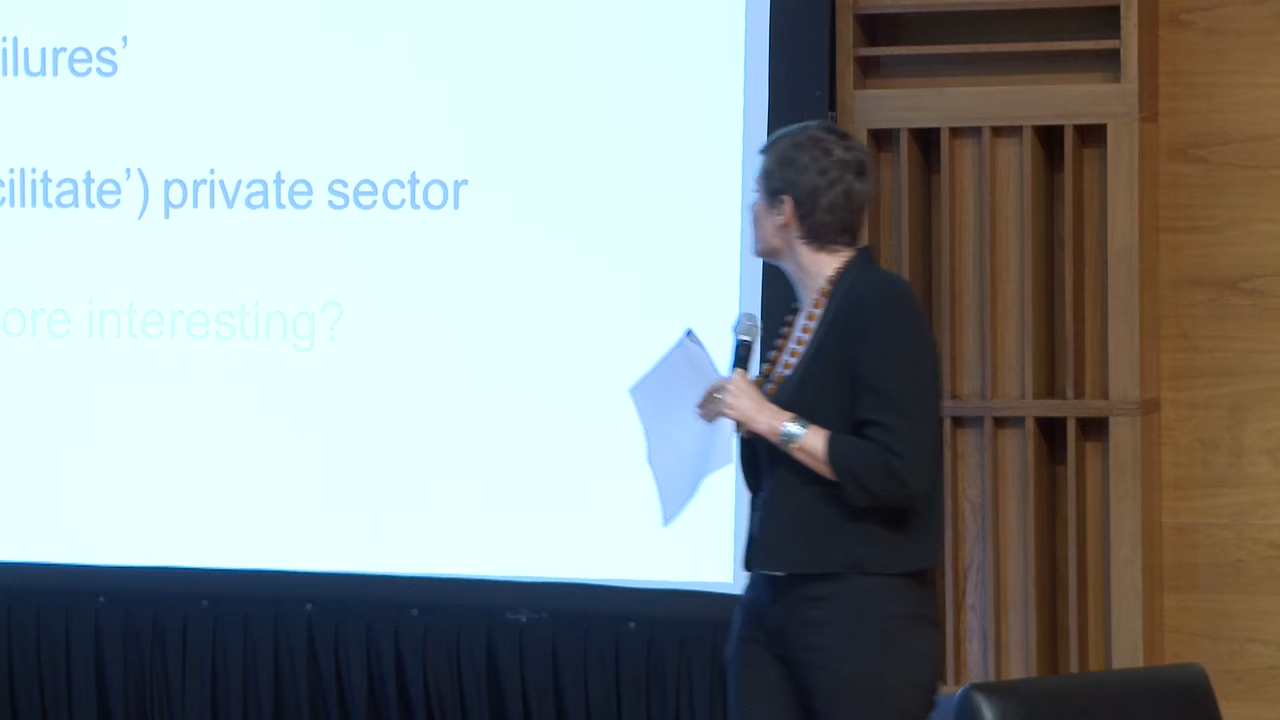 ilures’
cilitate’) private sector
ore interesting?